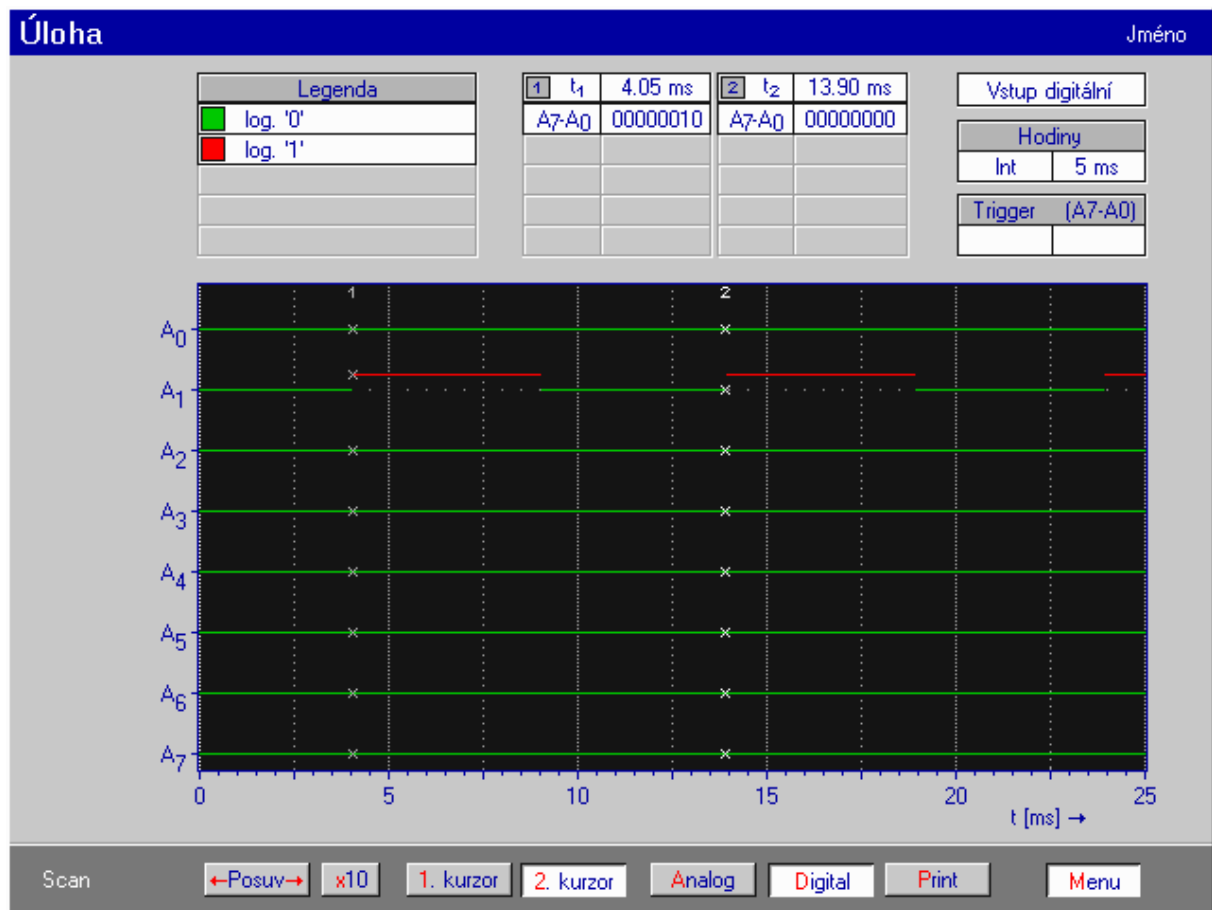 Úloha
Jméno
Legenda
log. '0'
log. '1'
1 t1 4.05 ms
A7-A0 00000010
2 t2 13.90 ms
A7-A0 00000000
Vstup digitální
Hodiny
Int 5 ms
Trigger (A7-A0)
1 2
A0
A1
A2
A3
A4
A5
A6
A7
0 5 10 15 20 25
t [ms] →
Scan ←Posuv→ x10 1. kurzor 2. kurzor Analog Digital Print Menu